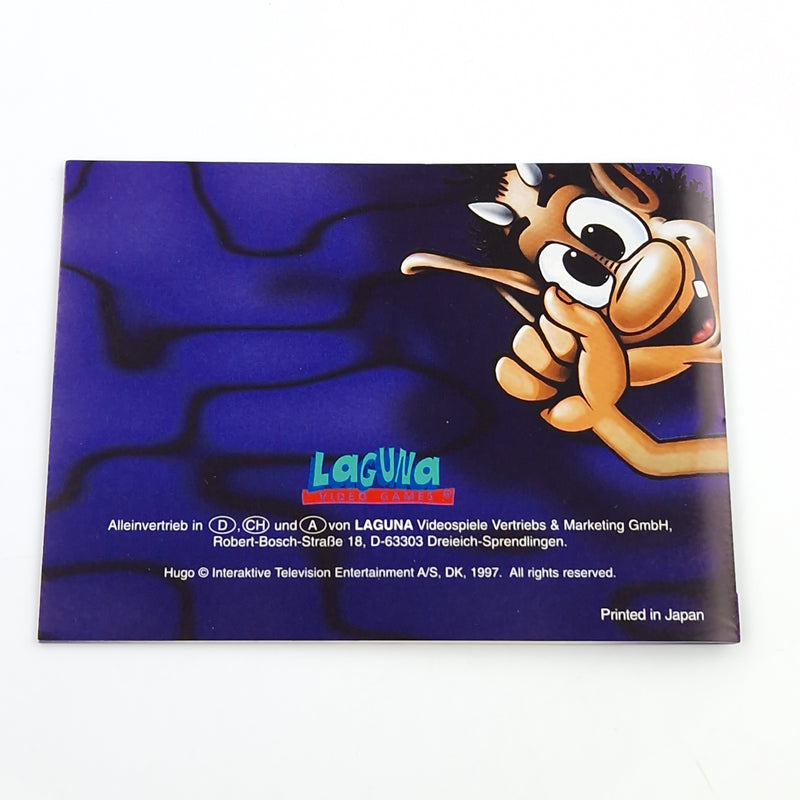 LAGUNA
VIDEO GAMES ®
Alleinvertrieb in D, CH und A von LAGUNA Videospiele Vertriebs & Marketing GmbH,
Robert-Bosch-Straße 18, D-63303 Dreieich-Sprendlingen.
Hugo © Interaktive Television Entertainment A/S, DK, 1997. All rights reserved.
Printed in Japan